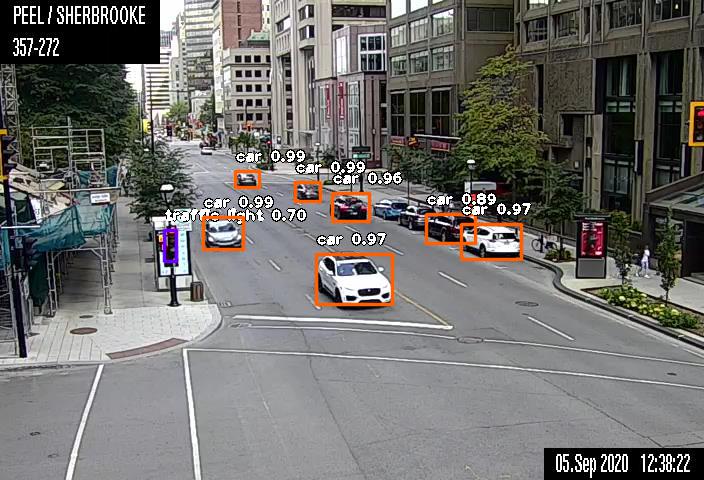 PEEL / SHERBROOKE
357-272
car 0.99
car 0.99
car 0.96
car 0.99
car 0.89
traffic light 0.70
car 0.97
car 0.97
05.Sep 2020 12:38:22